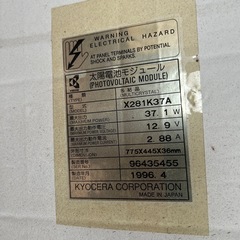 WARNING
ELECTRICAL HAZARD
AT PANEL TERMINALS BY POTENTIAL
SHOCK AND SPARKS.
太陽電池モジュール
(PHOTOVOLTAIC MODULE)
(MULTICRYSTAL)
(TYPE) X281K37A
37.1 W
12.9 V
2.88 A
445X36mm
96435455
1996.4
KYOCERA CORPORATION
MADE IN JAPAN